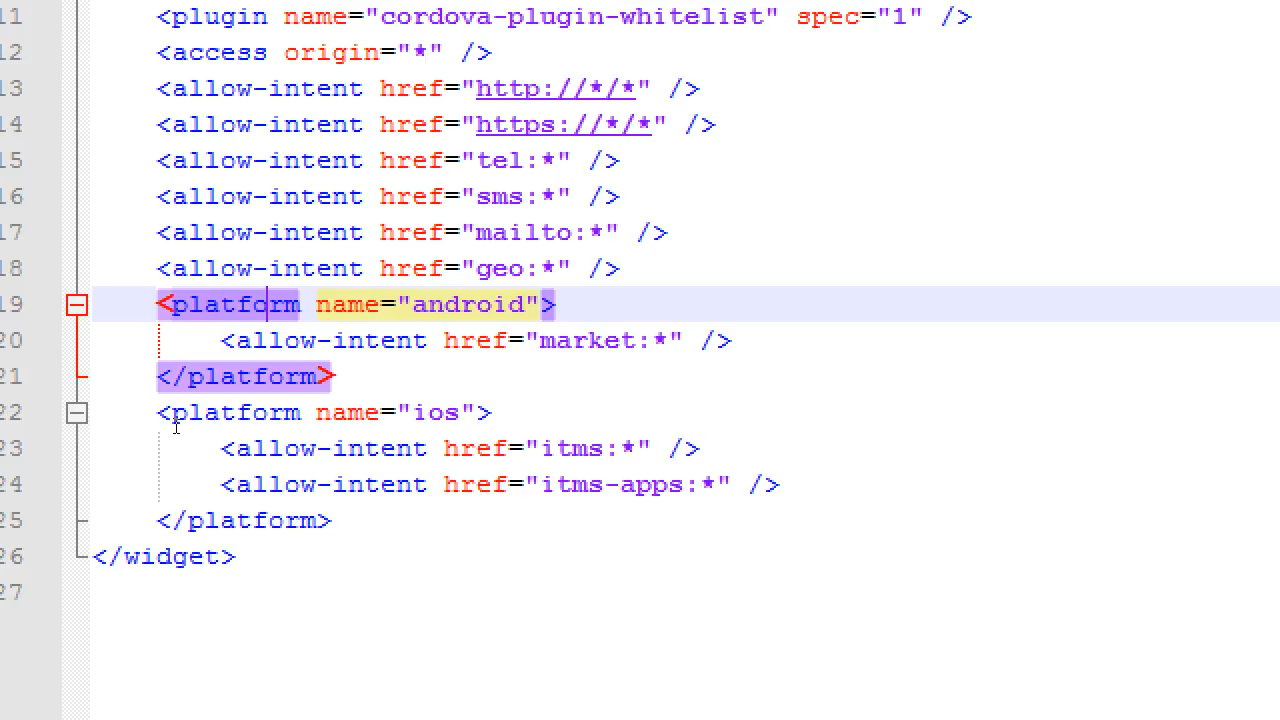 11 <plugin name="cordova-plugin-whitelist" spec="1" />
12 <access origin="*" />
13 <allow-intent href="http://*/*" />
14 <allow-intent href="https://*/*" />
15 <allow-intent href="tel:*" />
16 <allow-intent href="sms:*" />
17 <allow-intent href="mailto:*" />
18 <allow-intent href="geo:*" />
19 <platform name="android">
20 <allow-intent href="market:*" />
21 </platform>
22 <platform name="ios">
23 <allow-intent href="itms:*" />
24 <allow-intent href="itms-apps:*" />
25 </platform>
26 </widget>
27